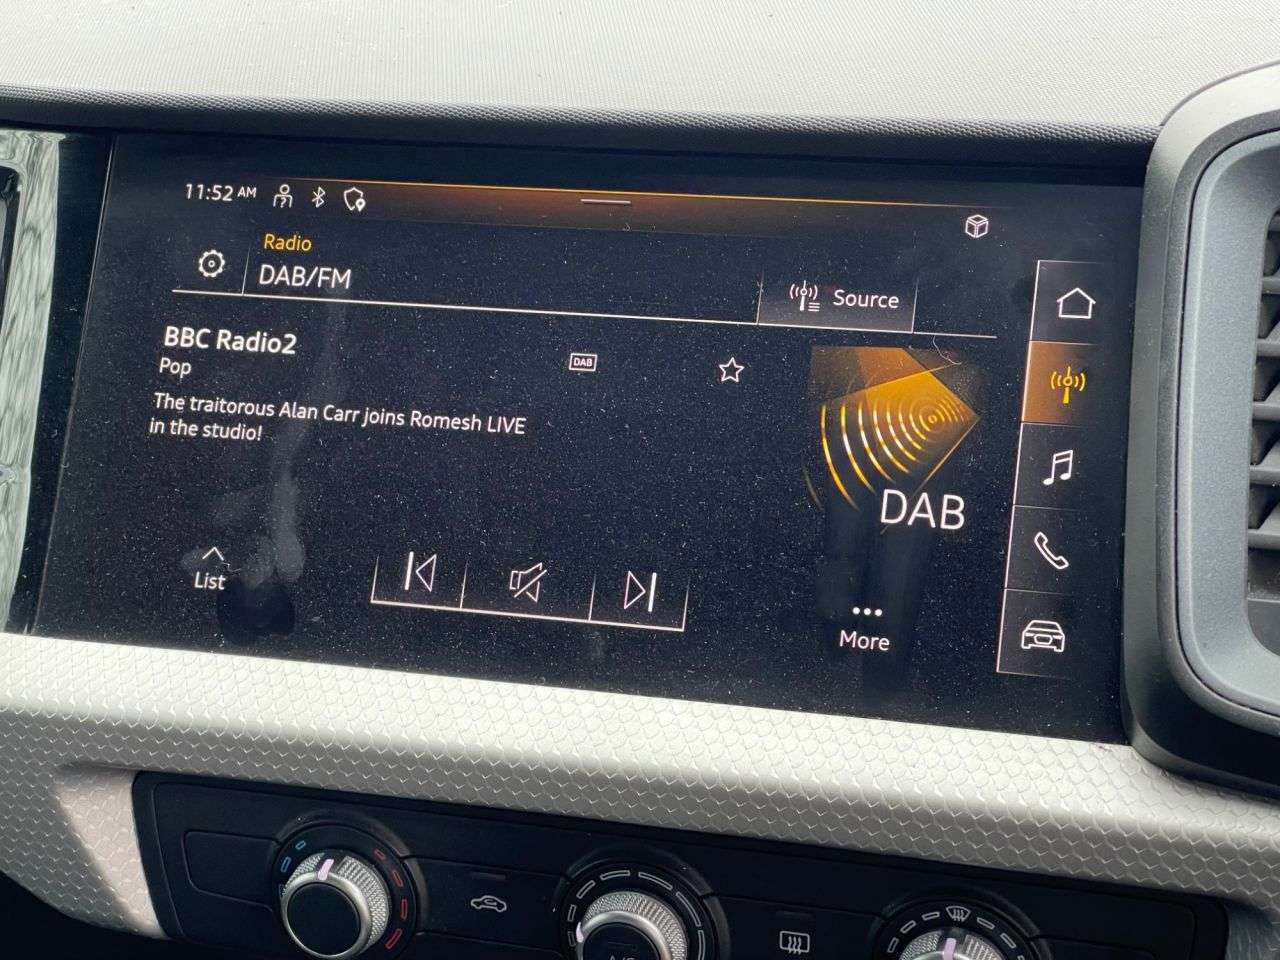 11:52 AM
Radio
DAB/FM
Source
BBC Radio2
DAB
Pop
The traitorous Alan Carr joins Romesh LIVE
in the studio!
DAB
List
More